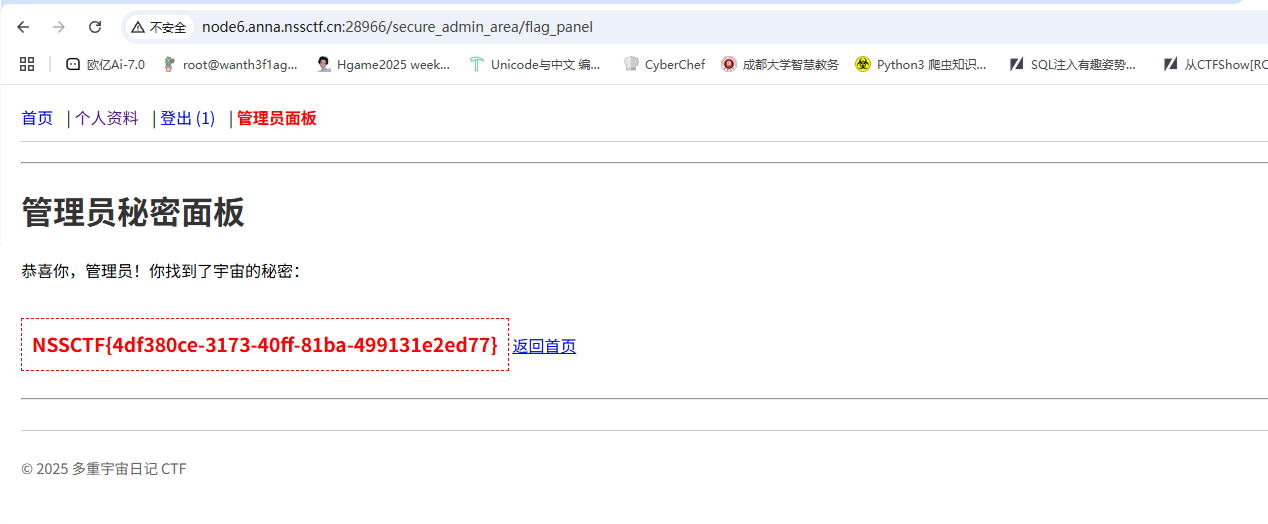 不安全 node6.anna.nssctf.cn:28966/secure_admin_area/flag_panel
欧亿Ai-7.0 root@wanth3f1ag... Hgame2025 week... Unicode与中文 编... CyberChef 成都大学智慧教务 Python3 爬虫知识... SQL注入有趣姿势... 从CTFShow[RC
首页 | 个人资料 | 登出 (1) | 管理员面板
管理员秘密面板
恭喜你，管理员！你找到了宇宙的秘密：
NSSCTF{4df380ce-3173-40ff-81ba-499131e2ed77} 返回首页
© 2025 多重宇宙日记 CTF